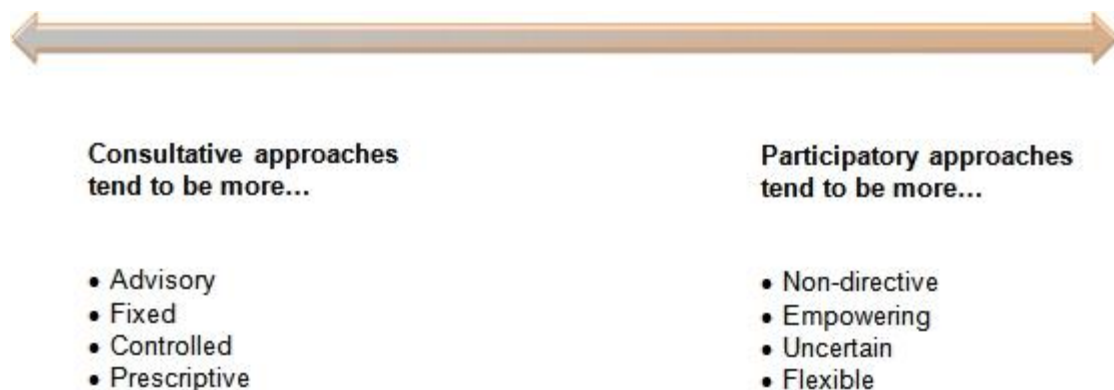 Consultative approaches
tend to be more...
• Advisory
• Fixed
• Controlled
• Prescriptive
Participatory approaches
tend to be more...
• Non-directive
• Empowering
• Uncertain
• Flexible